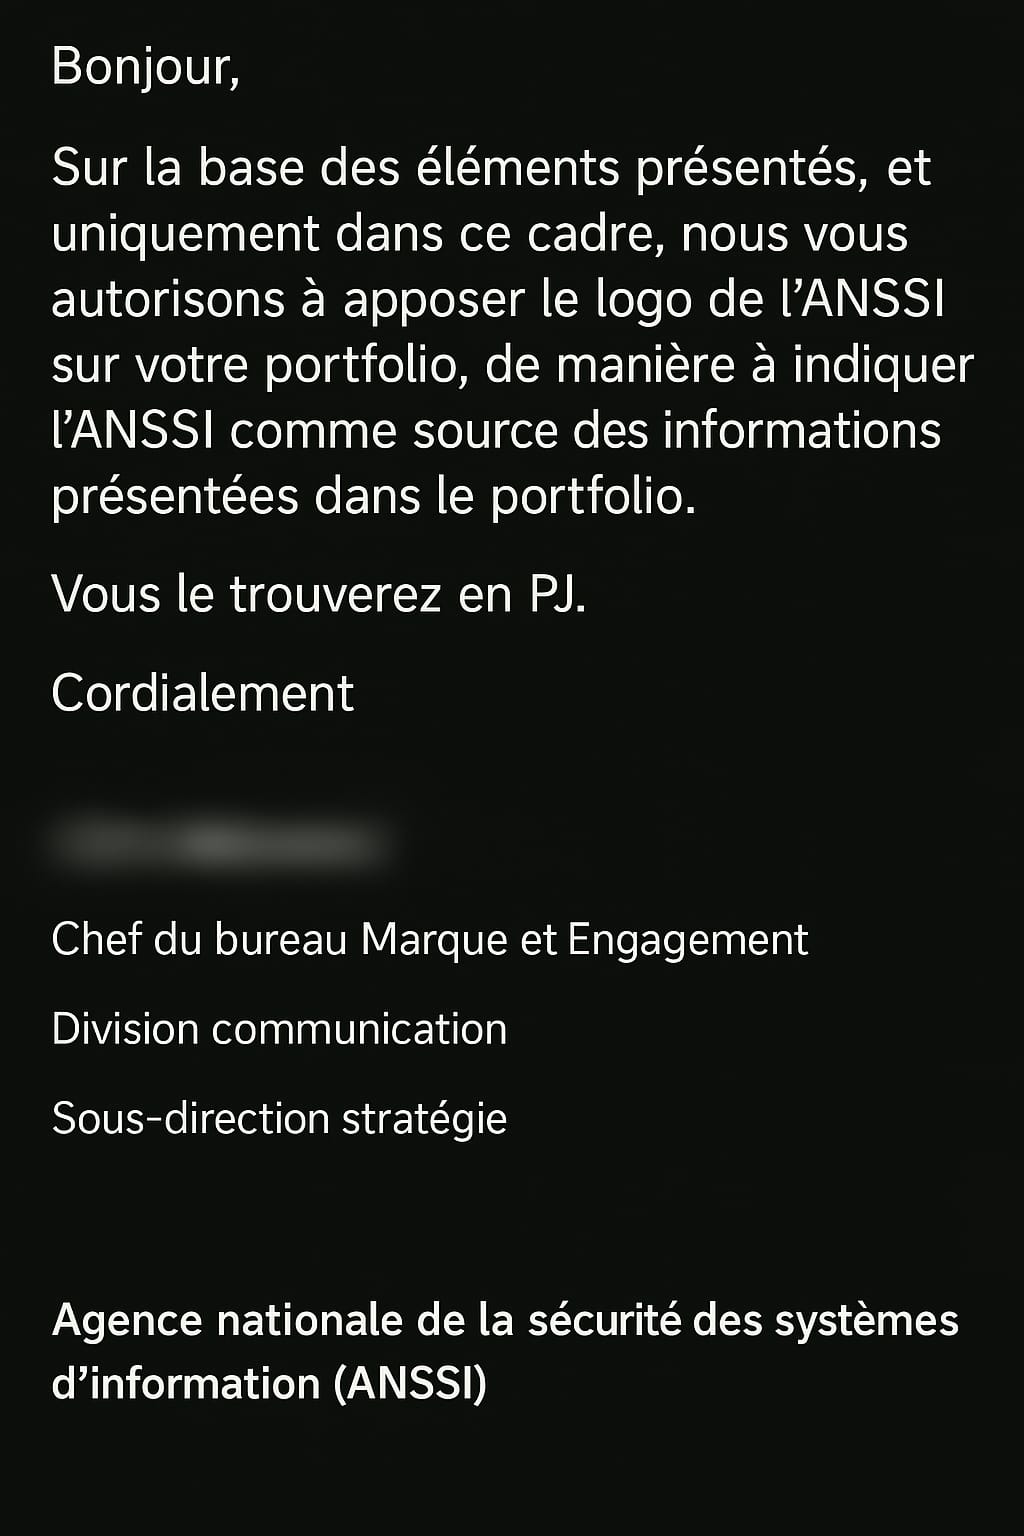 Bonjour,
Sur la base des éléments présentés, et
uniquement dans ce cadre, nous vous
autorisons à apposer le logo de l’ANSSI
sur votre portfolio, de manière à indiquer
l’ANSSI comme source des informations
présentées dans le portfolio.
Vous le trouverez en PJ.
Cordialement
Chef du bureau Marque et Engagement
Division communication
Sous-direction stratégie
Agence nationale de la sécurité des systèmes
d’information (ANSSI)